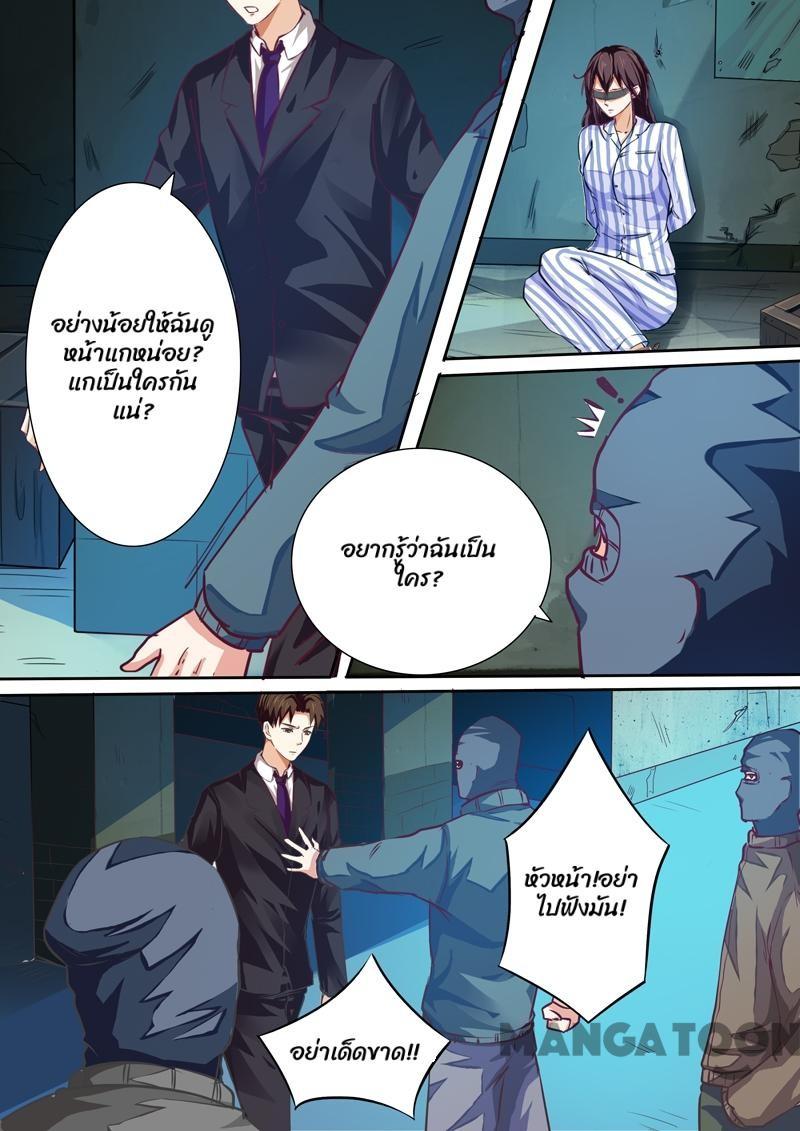 อย่างน้อยให้ฉันดู
หน้าแกหน่อย?
แกเป็นใครกัน
แน่?
อยากรู้ว่าฉันเป็น
ใคร?
หัวหน้า!อย่า
ไปฟังมัน!
อย่าเด็ดขาด!!
MANGATOON